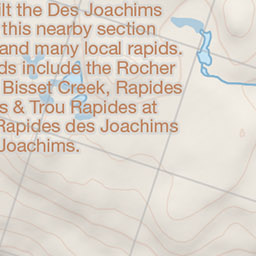 ilt the Des Joachims
this nearby section
and many local rapids.
ds include the Rocher
Bisset Creek, Rapides
s & Trou Rapides at
Rapides des Joachims
Joachims.